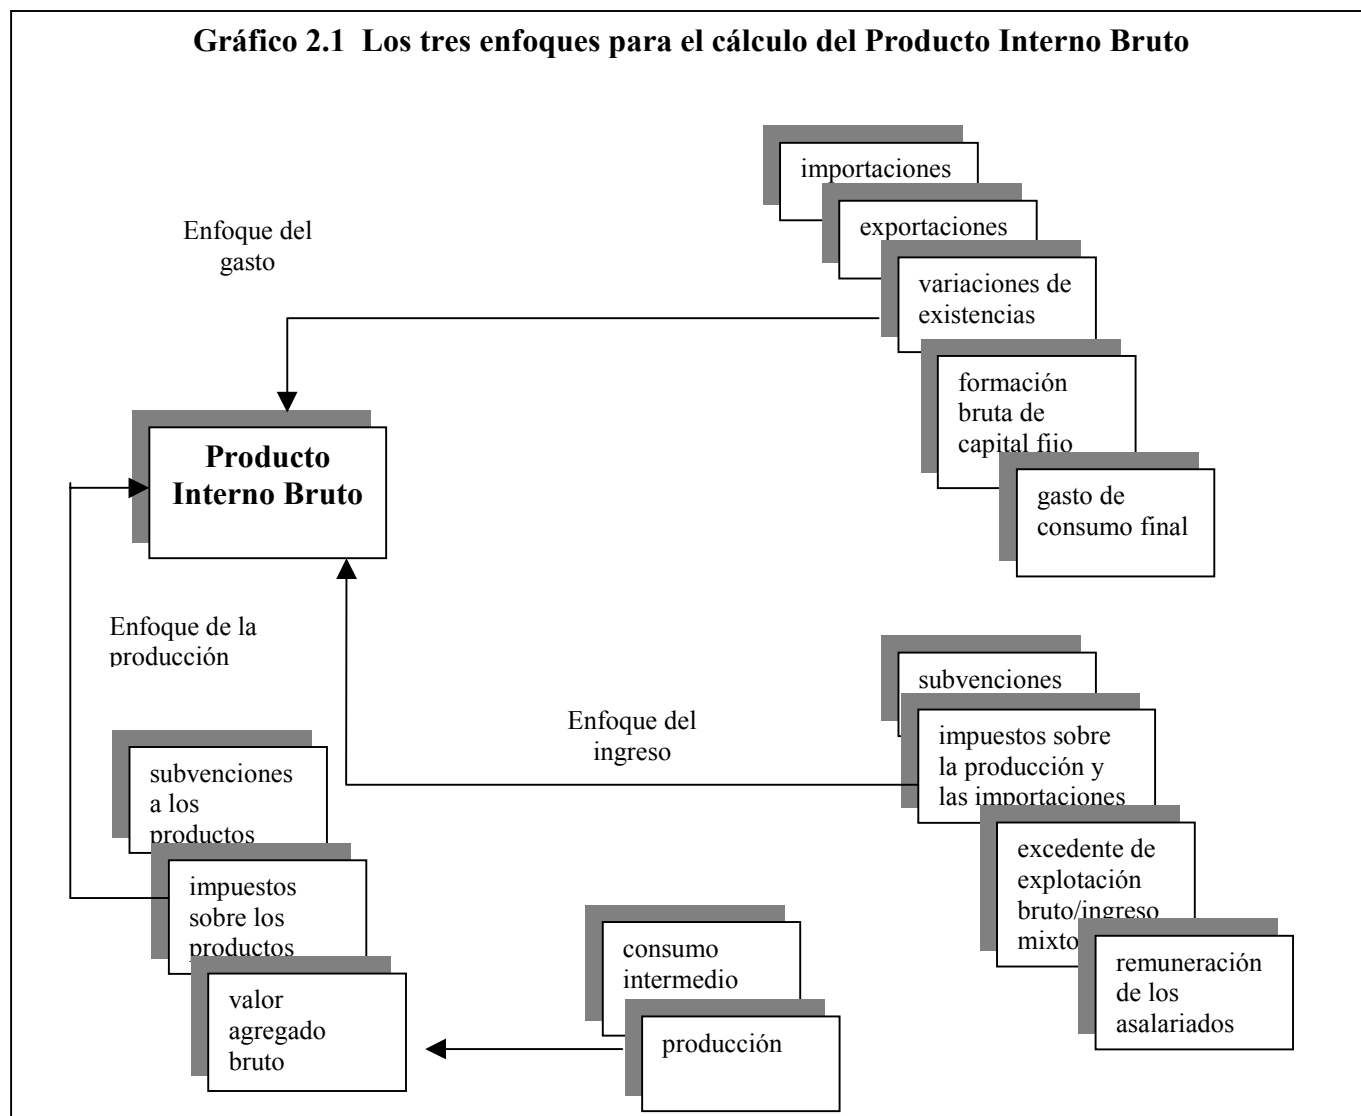 Gráfico 2.1 Los tres enfoques para el cálculo del Producto Interno Bruto
importaciones
exportaciones
Enfoque del
gasto
variaciones de
existencias
formación
bruta de
capital fijo
Producto
Interno Bruto
gasto de
consumo final
Enfoque de la
producción
subvenciones
Enfoque del
ingreso
impuestos sobre
la producción y
las importaciones
subvenciones
a los
productos
excedente de
explotación
bruto/ingreso
mixto
impuestos
sobre los
productos
consumo
intermedio
remuneración
de los
asalariados
valor
agregado
bruto
producción